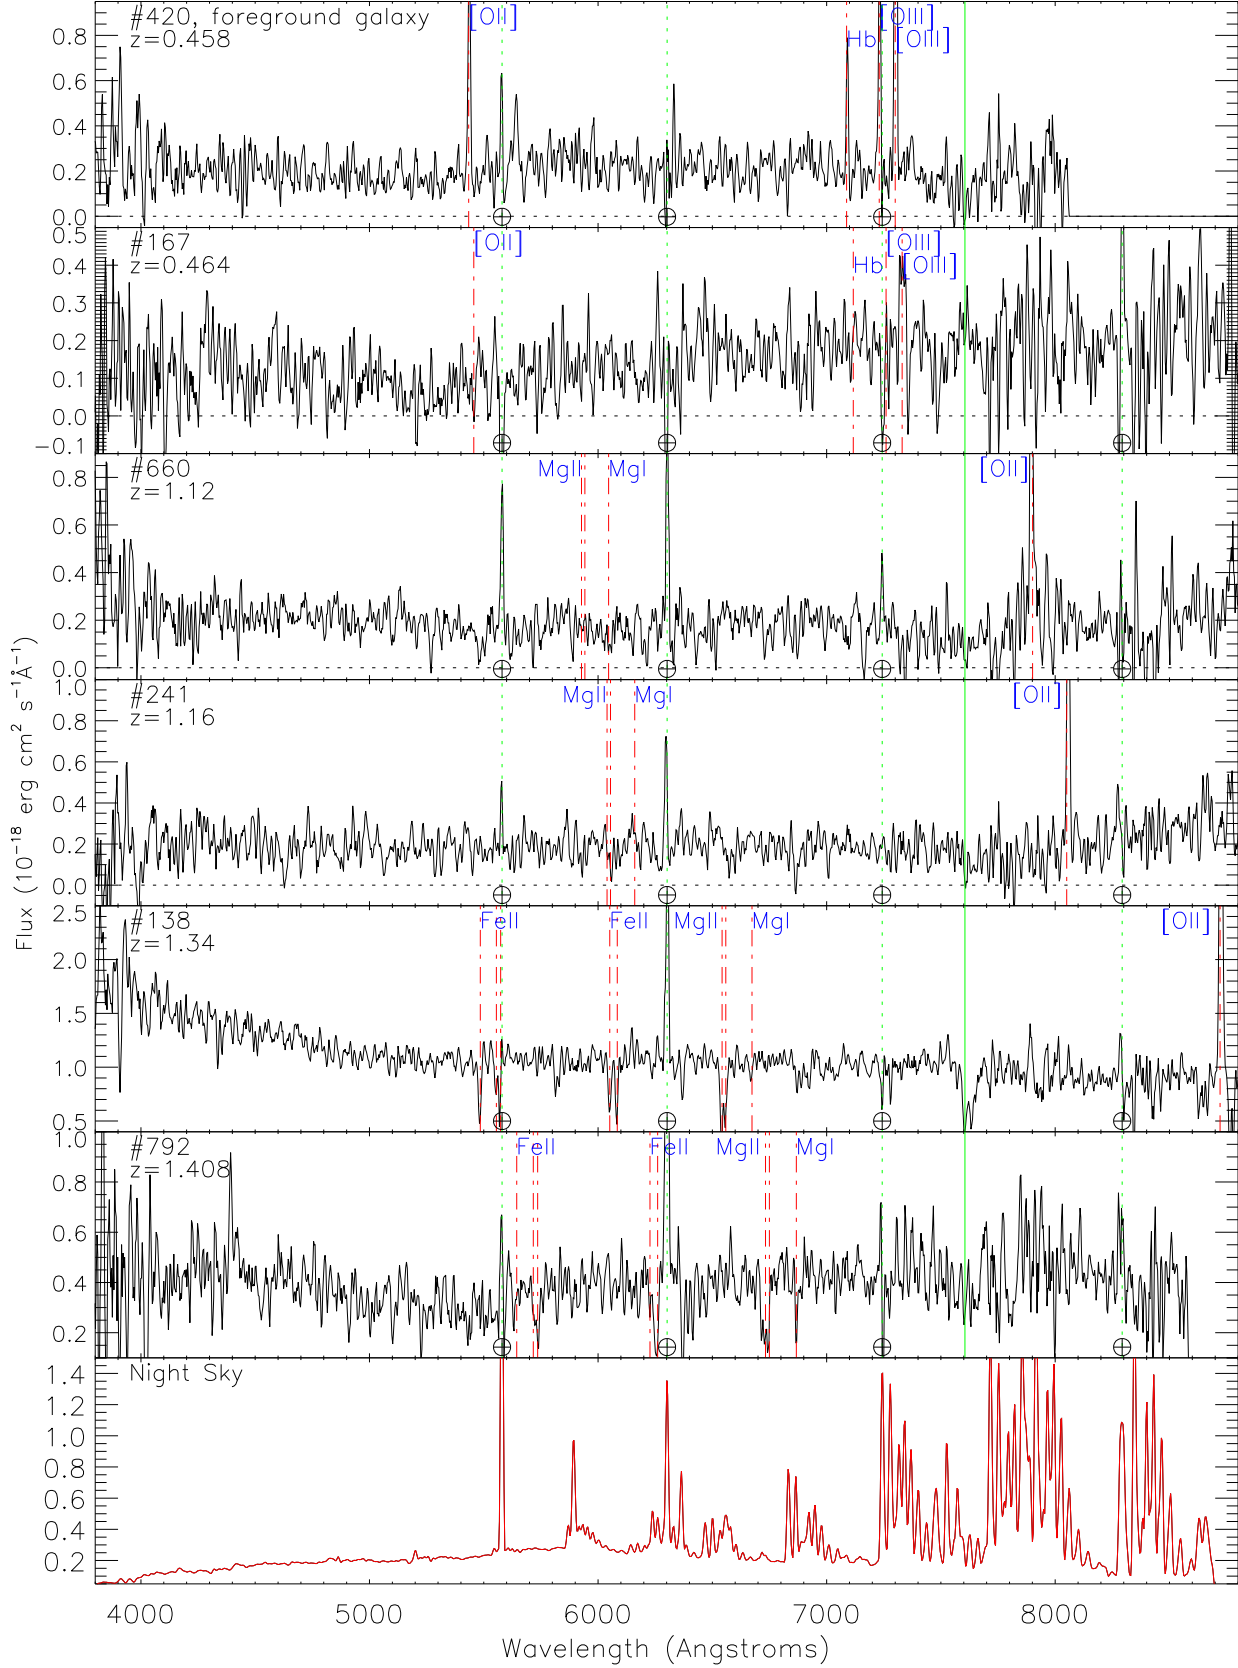 #420, foreground galaxy
z=0.458
[OII]
Hb
[OIII]
[OIII]
0.8
0.6
0.4
0.2
0.0
#167
z=0.464
[OII]
Hb
[OIII]
[OIII]
0.5
0.4
0.3
0.2
0.1
0.0
−0.1
#660
z=1.12
MgII
MgI
[OII]
0.8
0.6
0.4
0.2
0.0
#241
z=1.16
MgII
MgI
[OII]
1.0
0.8
0.6
0.4
0.2
0.0
#138
z=1.34
FeII
FeII
MgII
MgI
[OII]
2.5
2.0
1.5
1.0
0.5
#792
z=1.408
FeII
FeII
MgII
MgI
1.0
0.8
0.6
0.4
0.2
Night Sky
1.4
1.2
1.0
0.8
0.6
0.4
0.2
4000 5000 6000 7000 8000
Wavelength (Angstroms)
Flux (10⁻¹⁸ erg cm² s⁻¹Å⁻¹)